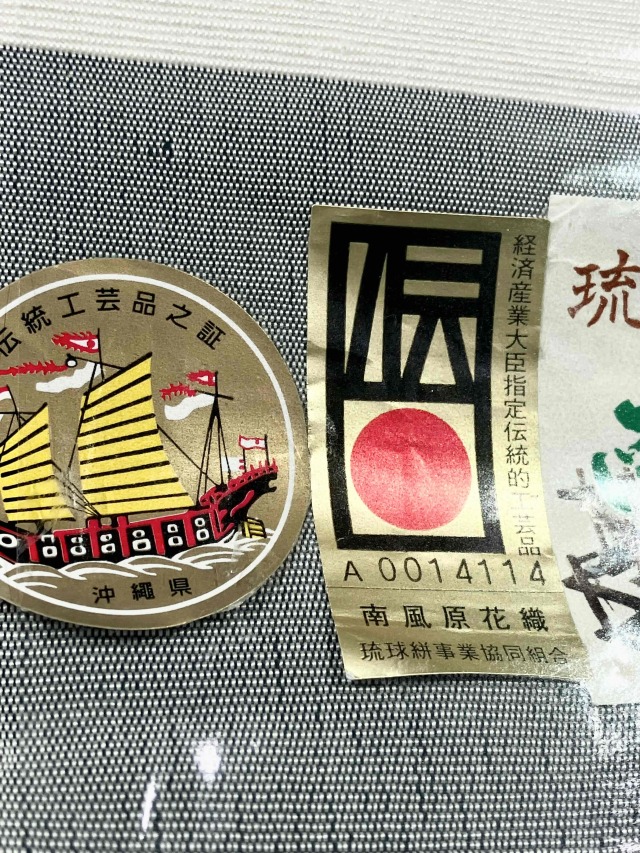 伝統工芸品之証
沖縄県
伝
経済産業大臣指定伝統的工芸品
A 0014114
南風原花織
琉球絣事業協同組合
琉